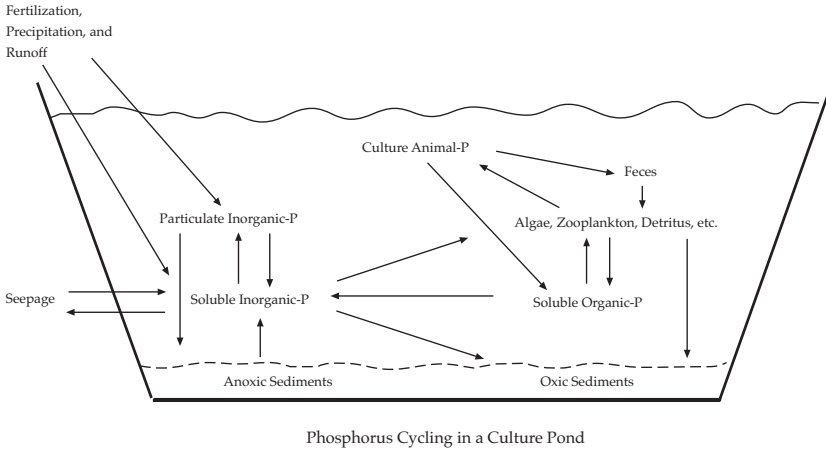 Fertilization,
Precipitation, and
Runoff
Culture Animal-P
Feces
Particulate Inorganic-P
Algae, Zooplankton, Detritus, etc.
Seepage
Soluble Inorganic-P
Soluble Organic-P
Anoxic Sediments
Oxic Sediments
Phosphorus Cycling in a Culture Pond